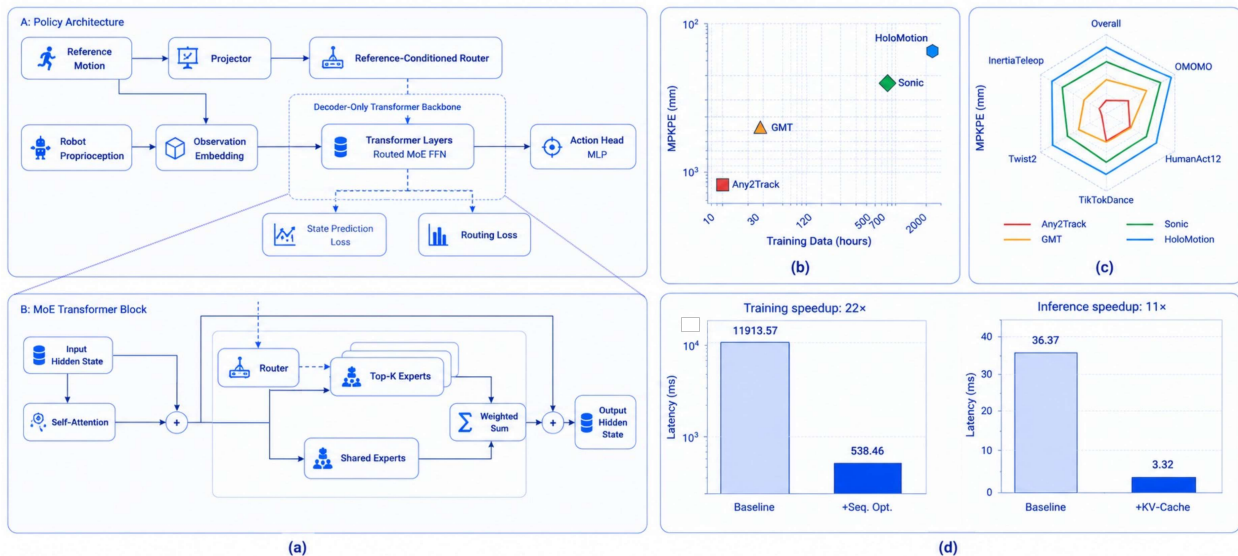 A: Policy Architecture
Reference
Motion
Projector
Reference-Conditioned Router
Decoder-Only Transformer Backbone
Robot
Proprioception
Observation
Embedding
Transformer Layers
Routed MoE FFN
Action Head
MLP
State Prediction
Loss
Routing Loss
B: MoE Transformer Block
Input
Hidden State
Self-Attention
+
Router
Top-K Experts
Shared Experts
Σ
Weighted
Sum
+
Output
Hidden
State
(a)
MPKPE (mm)
10²
10³
HoloMotion
Sonic
GMT
Any2Track
10
30
120
500
700
2000
Training Data (hours)
(b)
MPKPE (mm)
Overall
OMOMO
HumanAct12
TikTokDance
Twist2
InertiaTeleop
Any2Track
GMT
Sonic
HoloMotion
(c)
Training speedup: 22×
Latency (ms)
10⁴
10³
11913.57
538.46
Baseline
+Seq. Opt.
Inference speedup: 11×
Latency (ms)
40
30
20
10
0
36.37
3.32
Baseline
+KV-Cache
(d)